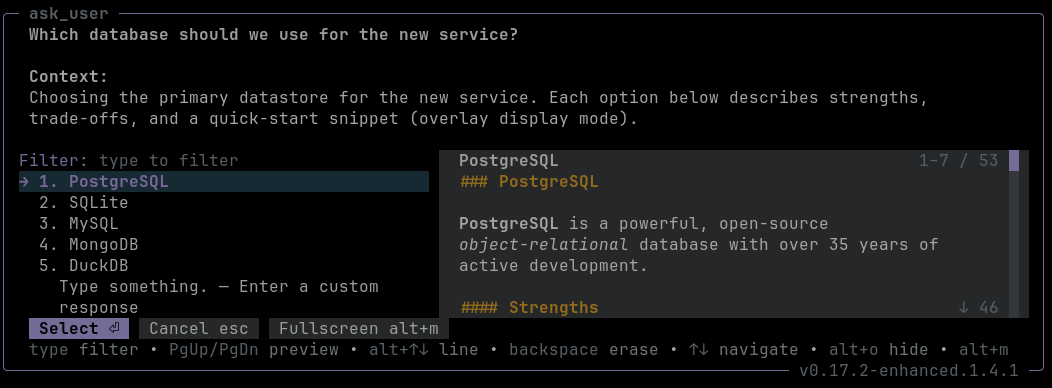 ask_user
Which database should we use for the new service?
Context:
Choosing the primary datastore for the new service. Each option below describes strengths,
trade-offs, and a quick-start snippet (overlay display mode).
Filter: type to filter
→ 1. PostgreSQL
2. SQLite
3. MySQL
4. MongoDB
5. DuckDB
Type something. — Enter a custom
response
PostgreSQL 1-7 / 53
### PostgreSQL
PostgreSQL is a powerful, open-source
object-relational database with over 35 years of
active development.
#### Strengths ↓ 46
Select ⏎ Cancel esc Fullscreen alt+m
type filter • PgUp/PgDn preview • alt+↑↓ line • backspace erase • ↑↓ navigate • alt+o hide • alt+m
v0.17.2-enhanced.1.4.1